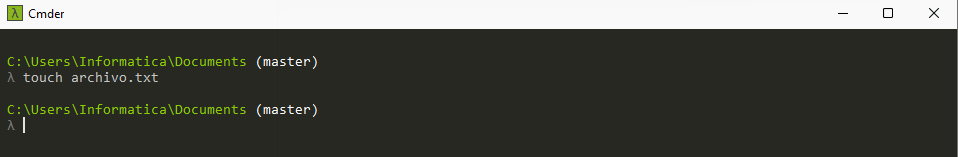 λ Cmder
C:\Users\Informatica\Documents (master)
λ touch archivo.txt
C:\Users\Informatica\Documents (master)
λ